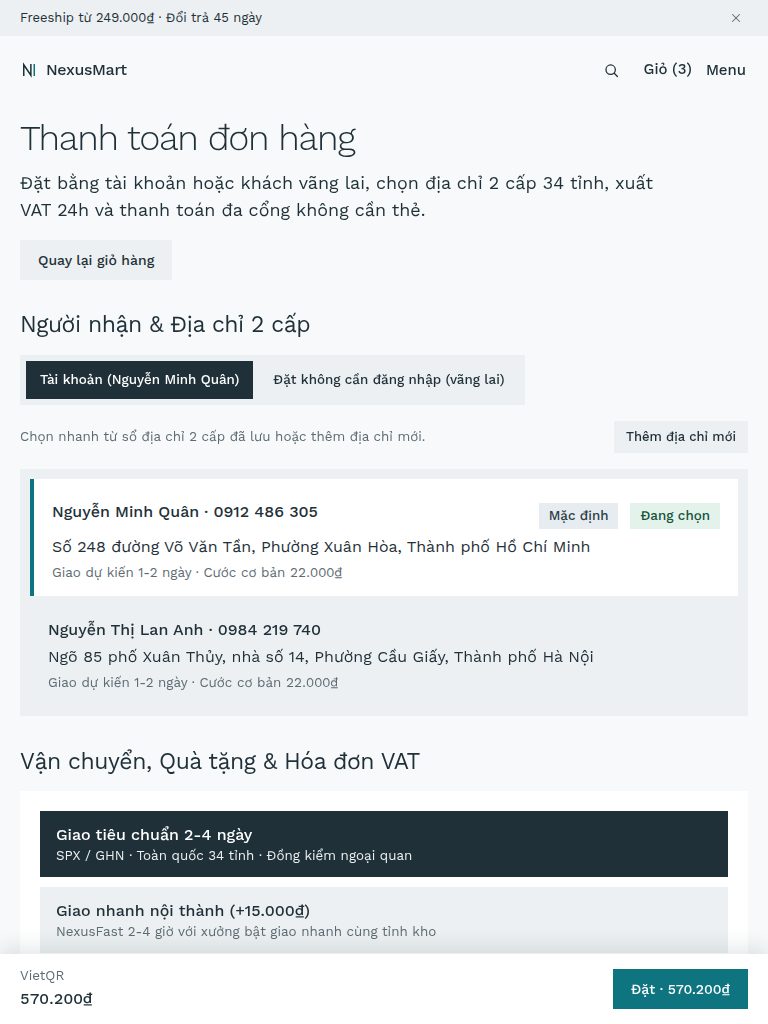 Freeship từ 249.000₫ · Đổi trả 45 ngày
NexusMart
Giỏ (3)
Menu
Thanh toán đơn hàng
Đặt bằng tài khoản hoặc khách vãng lai, chọn địa chỉ 2 cấp 34 tỉnh, xuất
VAT 24h và thanh toán đa cổng không cần thẻ.
Quay lại giỏ hàng
Người nhận & Địa chỉ 2 cấp
Tài khoản (Nguyễn Minh Quân)
Đặt không cần đăng nhập (vãng lai)
Chọn nhanh từ sổ địa chỉ 2 cấp đã lưu hoặc thêm địa chỉ mới.
Thêm địa chỉ mới
Nguyễn Minh Quân · 0912 486 305
Mặc định
Đang chọn
Số 248 đường Võ Văn Tần, Phường Xuân Hòa, Thành phố Hồ Chí Minh
Giao dự kiến 1-2 ngày · Cước cơ bản 22.000₫
Nguyễn Thị Lan Anh · 0984 219 740
Ngõ 85 phố Xuân Thủy, nhà số 14, Phường Cầu Giấy, Thành phố Hà Nội
Giao dự kiến 1-2 ngày · Cước cơ bản 22.000₫
Vận chuyển, Quà tặng & Hóa đơn VAT
Giao tiêu chuẩn 2-4 ngày
SPX / GHN · Toàn quốc 34 tỉnh · Đồng kiểm ngoại quan
Giao nhanh nội thành (+15.000₫)
NexusFast 2-4 giờ với xưởng bật giao nhanh cùng tỉnh kho
VietQR
570.200₫
Đặt · 570.200₫